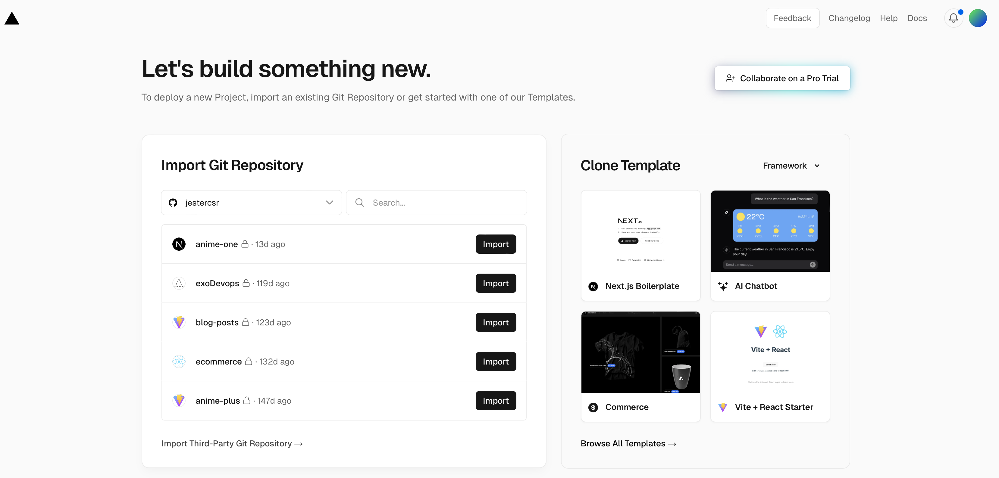 Feedback
Changelog
Help
Docs
Let's build something new.
To deploy a new Project, import an existing Git Repository or get started with one of our Templates.
Collaborate on a Pro Trial
Import Git Repository
jestercsr
Search...
anime-one · 13d ago
Import
exoDevops · 119d ago
Import
blog-posts · 123d ago
Import
ecommerce · 132d ago
Import
anime-plus · 147d ago
Import
Import Third-Party Git Repository →
Clone Template
Framework
NEXT.JS
1. Get started by editing app/page.tsx.
2. Save and see your changes instantly.
Deploy now
Read our docs
Learn
Examples
Go to nextjs.org →
Next.js Boilerplate
What is the weather in San Francisco?
22°C
H:22° L:11°
1PM 2PM 3PM 4PM 5PM
22°C 22°C 21°C 21°C 18°C
The current weather in San Francisco is 21.5°C. Enjoy
your day!
Send a message...
AI Chatbot
ACME STORE
Commerce
Vite + React
count is 0
Edit src/App.tsx and save to test HMR
Click on the Vite and React logos to learn more
Vite + React Starter
Browse All Templates →